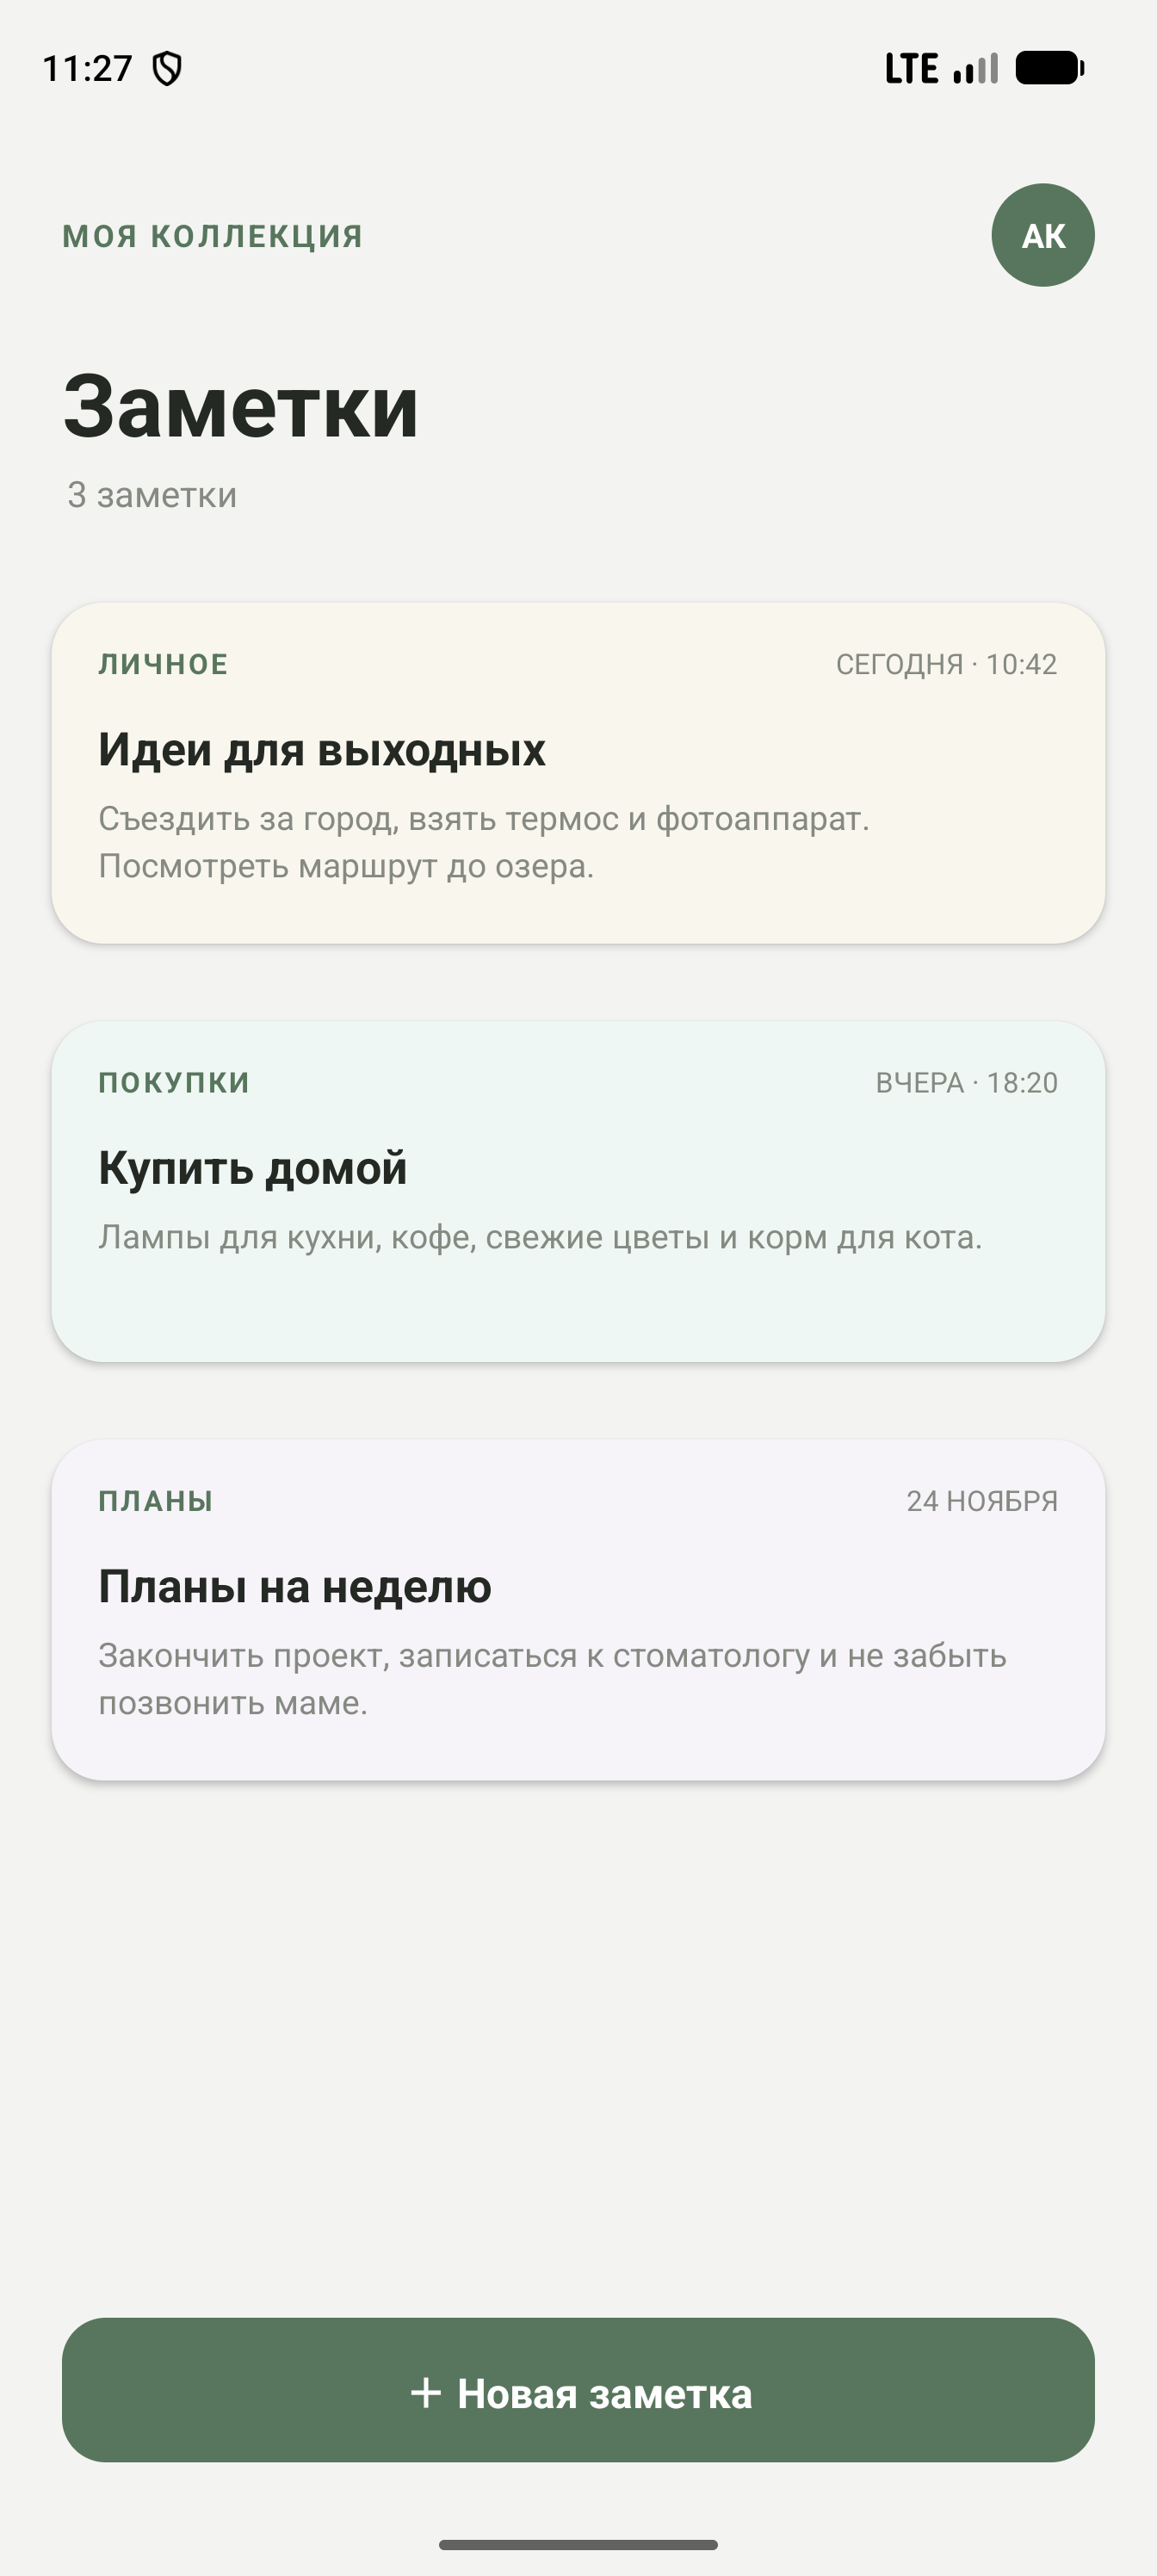 11:27 LTE
МОЯ КОЛЛЕКЦИЯ АК
Заметки
3 заметки
ЛИЧНОЕ СЕГОДНЯ · 10:42
Идеи для выходных
Съездить за город, взять термос и фотоаппарат.
Посмотреть маршрут до озера.
ПОКУПКИ ВЧЕРА · 18:20
Купить домой
Лампы для кухни, кофе, свежие цветы и корм для кота.
ПЛАНЫ 24 НОЯБРЯ
Планы на неделю
Закончить проект, записаться к стоматологу и не забыть
позвонить маме.
+ Новая заметка